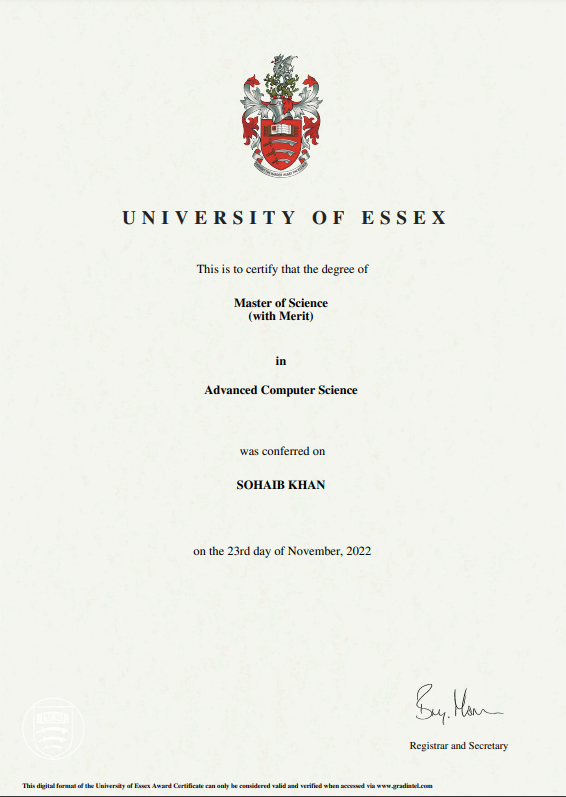 UNIVERSITY OF ESSEX
This is to certify that the degree of
Master of Science
(with Merit)
in
Advanced Computer Science
was conferred on
SOHAIB KHAN
on the 23rd day of November, 2022
Registrar and Secretary
This digital format of the University of Essex Award Certificate can only be considered valid and verified when accessed via www.gradintel.com